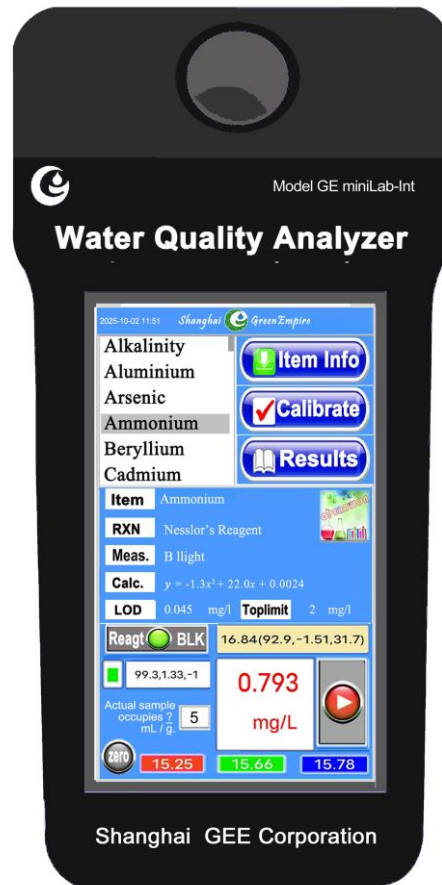 Model GE miniLab-Int
Water Quality Analyzer
2025-10-02 11:51 Shanghai GreenEmpire
Alkalinity
Aluminium
Arsenic
Ammonium
Beryllium
Cadmium
Item Info
Calibrate
Results
Item Ammonium
RXN Nesslor's Reagent
Meas. B llight
Calc. y = -1.3x² + 22.0x + 0.0024
LOD 0.045 mg/l Toplimit 2 mg/l
Reagt BLK 16.84(92.9,-1.51,31.7)
99.3,1.33,-1
0.793
mg/L
Actual sample
occupies ?
mL / g.
5
zero 15.25 15.66 15.78
Shanghai GEE Corporation